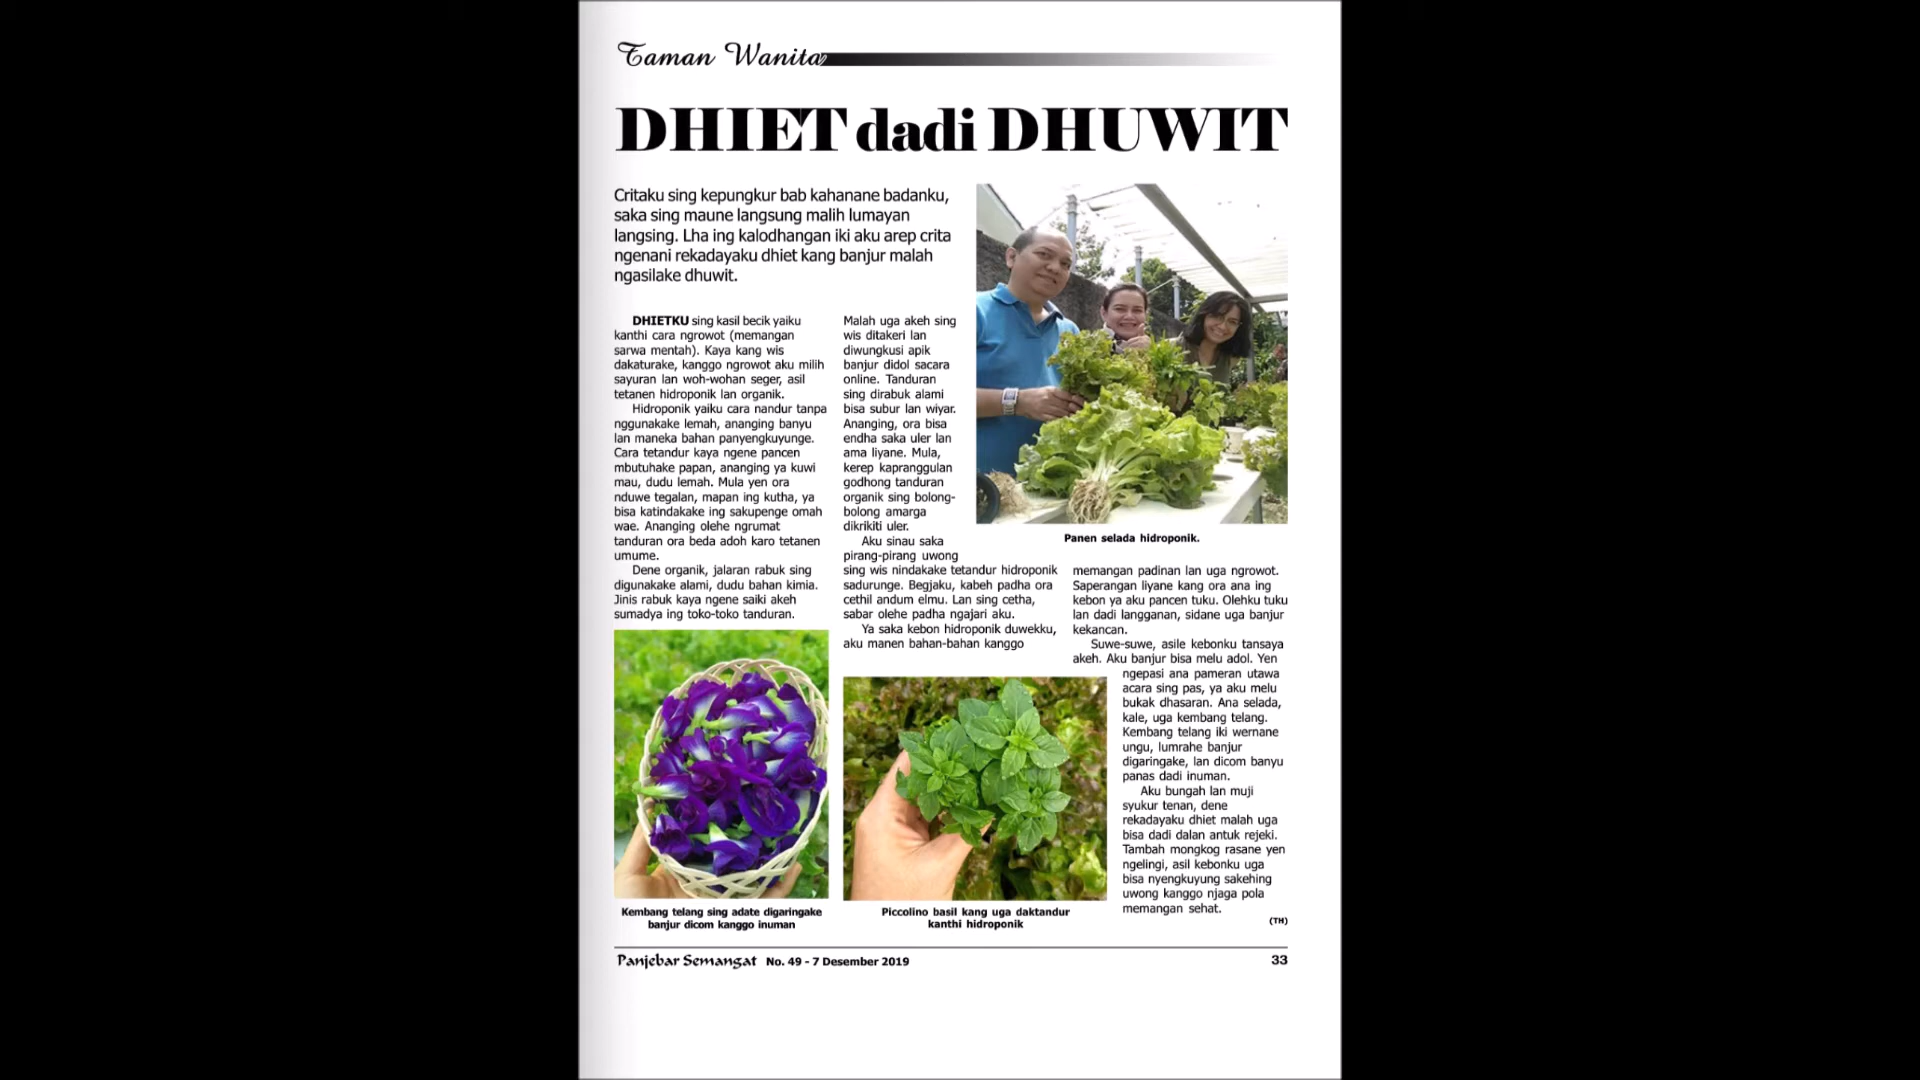 Taman Wanita
DHIET dadi DHUWIT
Critaku sing kepungkur bab kahanane badanku,
saka sing maune langsung malih lumayan
langsing. Lha ing kalodhangan iki aku arep crita
ngenani rekadayaku dhiet kang banjur malah
ngasilake dhuwit.
DHIETKU sing kasil becik yaiku
kanthi cara ngrowot (memangan
sarwa mentah). Kaya kang wis
dakaturake, kanggo ngrowot aku milih
sayuran lan woh-wohan seger, asil
tetanen hidroponik lan organik.
Hidroponik yaiku cara nandur tanpa
nggunakake lemah, ananging banyu
lan maneka bahan panyengkuyunge.
Cara tetandur kaya ngene pancen
mbutuhake papan, ananging ya kuwi
mau, dudu lemah. Mula yen ora
nduwe tegalan, mapan ing kutha, ya
bisa katindakake ing sakupenge omah
wae. Ananging olehe ngrumat
tanduran ora beda adoh karo tetanen
umume.
Dene organik, jalaran rabuk sing
digunakake alami, dudu bahan kimia.
Jinis rabuk kaya ngene saiki akeh
sumadya ing toko-toko tanduran.
Kembang telang sing adate digaringake
banjur dicom kanggo inuman
Malah uga akeh sing
wis ditakeri lan
diwungkusi apik
banjur didol sacara
online. Tanduran
sing dirabuk alami
bisa subur lan wiyar.
Ananging, ora bisa
endha saka uler lan
ama liyane. Mula,
kerep kapranggulan
godhong tanduran
organik sing bolong-
bolong amarga
dikrikiti uler.
Aku sinau saka
pirang-pirang uwong
sing wis nindakake tetandur hidroponik
sadurunge. Begjaku, kabeh padha ora
cethil andum elmu. Lan sing cetha,
sabar olehe padha ngajari aku.
Ya saka kebon hidroponik duwekku,
aku manen bahan-bahan kanggo
Piccolino basil kang uga daktandur
kanthi hidroponik
Panen selada hidroponik.
memangan padinan lan uga ngrowot.
Saperangan liyane kang ora ana ing
kebon ya aku pancen tuku. Olehku tuku
lan dadi langganan, sidane uga banjur
kekancan.
Suwe-suwe, asile kebonku tansaya
akeh. Aku banjur bisa melu adol. Yen
ngepasi ana pameran utawa
acara sing pas, ya aku melu
bukak dhasaran. Ana selada,
kale, uga kembang telang.
Kembang telang iki wernane
ungu, lumrahe banjur
digaringake, lan dicom banyu
panas dadi inuman.
Aku bungah lan muji
syukur tenan, dene
rekadayaku dhiet malah uga
bisa dadi dalan antuk rejeki.
Tambah mongkog rasane yen
ngelingi, asil kebonku uga
bisa nyengkuyung sakehing
uwong kanggo njaga pola
memangan sehat.
(TH)
Panjebar Semangat No. 49 - 7 Desember 2019
33